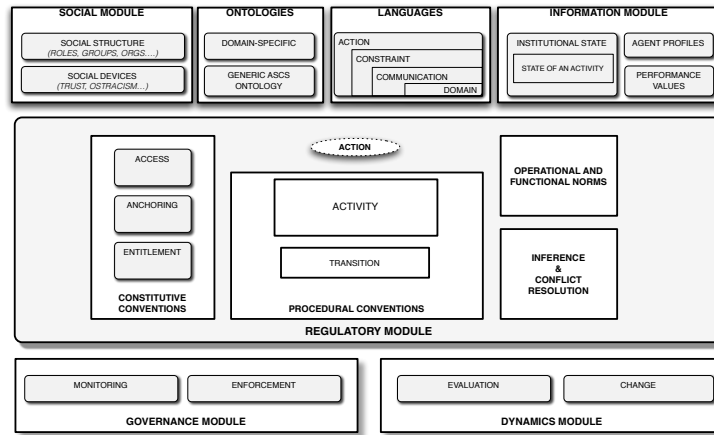 SOCIAL MODULE
SOCIAL STRUCTURE
(ROLES, GROUPS, ORGS....)
SOCIAL DEVICES
(TRUST, OSTRACISM...)
ONTOLOGIES
DOMAIN-SPECIFIC
GENERIC ASCS
ONTOLOGY
LANGUAGES
ACTION
CONSTRAINT
COMMUNICATION
DOMAIN
INFORMATION MODULE
INSTITUTIONAL STATE
STATE OF AN ACTIVITY
AGENT PROFILES
PERFORMANCE
VALUES
ACCESS
ANCHORING
ENTITLEMENT
CONSTITUTIVE
CONVENTIONS
ACTION
ACTIVITY
TRANSITION
PROCEDURAL CONVENTIONS
OPERATIONAL AND
FUNCTIONAL NORMS
INFERENCE
&
CONFLICT
RESOLUTION
REGULATORY MODULE
MONITORING
ENFORCEMENT
GOVERNANCE MODULE
EVALUATION
CHANGE
DYNAMICS MODULE